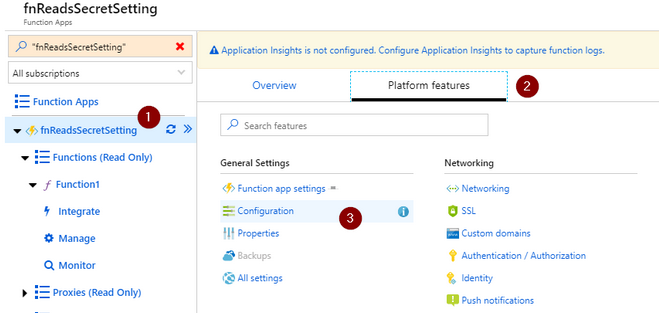 fnReadsSecretSetting
Function Apps
"fnReadsSecretSetting"
All subscriptions
Function Apps
1
fnReadsSecretSetting
Functions (Read Only)
Function1
Integrate
Manage
Monitor
Proxies (Read Only)
Application Insights is not configured. Configure Application Insights to capture function logs.
Overview
Platform features
2
Search features
General Settings
Function app settings
Configuration
3
Properties
Backups
All settings
Networking
Networking
SSL
Custom domains
Authentication / Authorization
Identity
Push notifications